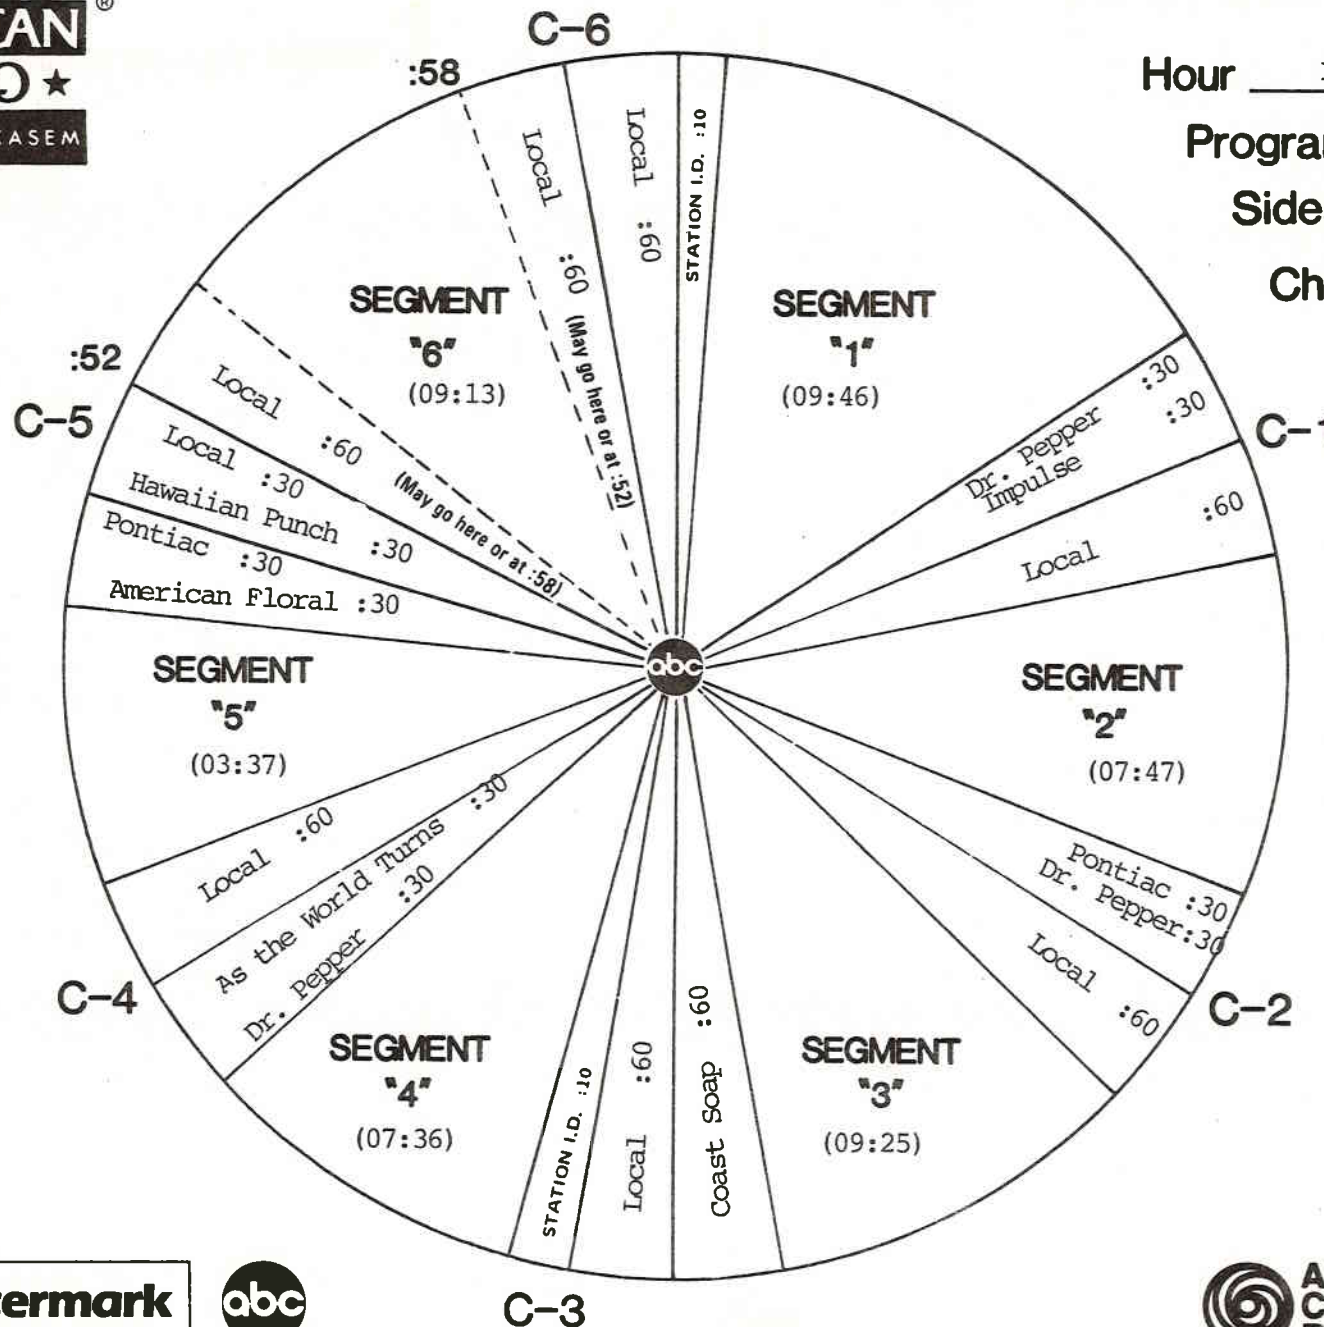 ®
CASEM
C-6
:58
Hour
Side
STATION I.D. :10
Local :60
Local :60 (May go here or at :52)
SEGMENT
"1"
(09:46)
Dr. Pepper :30
Impulse :30
C-1
Local :60
SEGMENT
"2"
(07:47)
Pontiac :30
Dr. Pepper:30
C-2
Local :60
SEGMENT
"3"
(09:25)
Coast Soap :60
C-3
Local :60
STATION I.D. :10
SEGMENT
"4"
(07:36)
Dr. Pepper :30
As the World Turns :30
C-4
Local :60
SEGMENT
"5"
(03:37)
American Floral :30
Pontiac :30
Hawaiian Punch :30
Local :30
C-5
:52
Local :60 (May go here or at :58)
SEGMENT
"6"
(09:13)
abc
abc